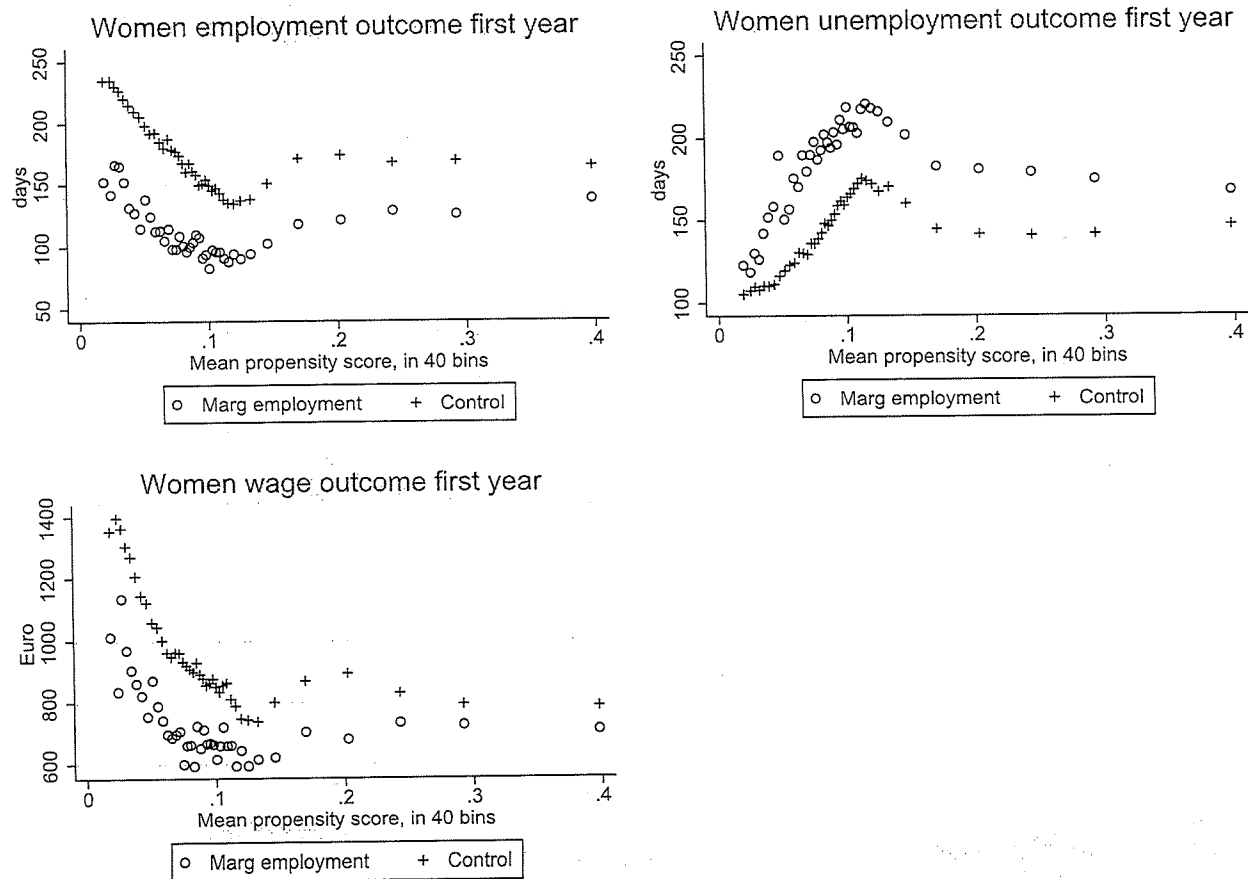 Women employment outcome first year
250
200
150
100
50
days
0
.1
.2
.3
.4
Mean propensity score, in 40 bins
Marg employment
Control
Women unemployment outcome first year
250
200
150
100
days
0
.1
.2
.3
.4
Mean propensity score, in 40 bins
Marg employment
Control
Women wage outcome first year
1400
1200
1000
800
600
Euro
0
.1
.2
.3
.4
Mean propensity score, in 40 bins
Marg employment
Control